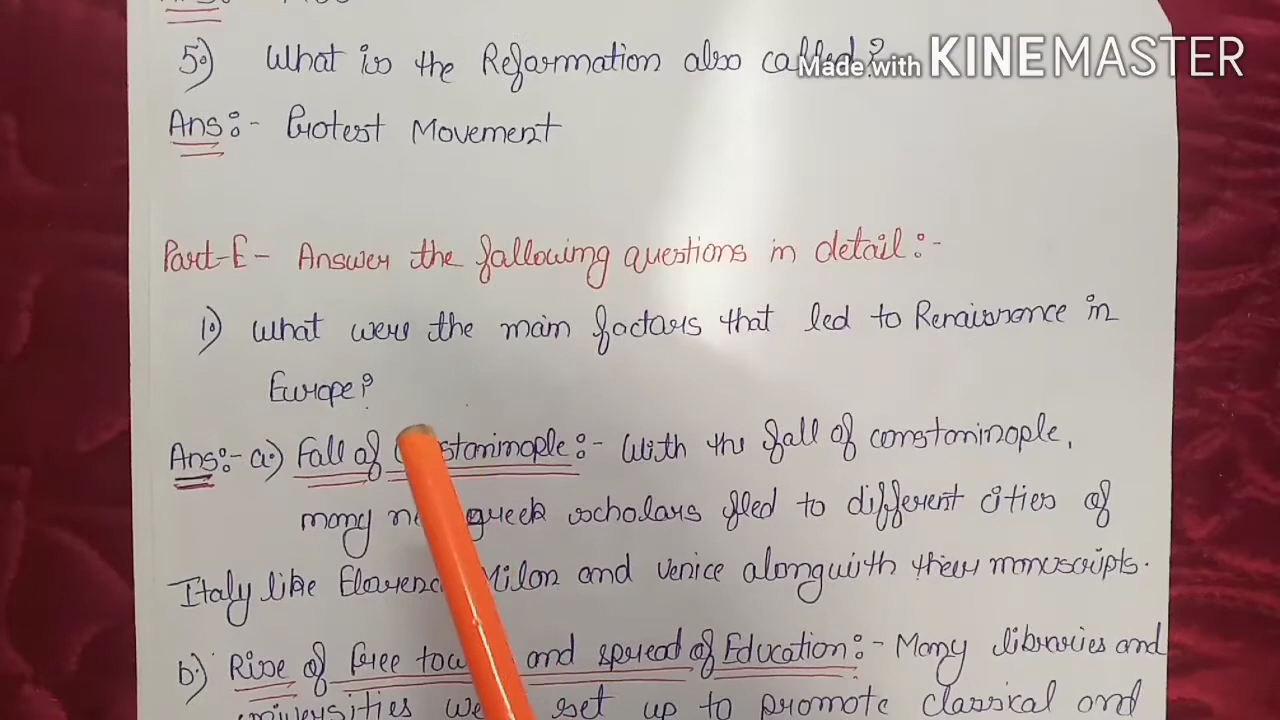 5.) What is the Reformation also called?
Made with KINEMASTER
Ans:- Protest Movement
Part-E- Answer the following questions in detail:-
1.) What were the main factors that led to Renaissance in
Europe?
Ans:- a.) Fall of Constaninople:- With the fall of constaninople,
many greek scholars fled to different cities of
Italy like Milan and Venice alongwith their manuscripts.
b.) Rise of free and spread of Education:- Many libraries and
universities set up to promote classical and